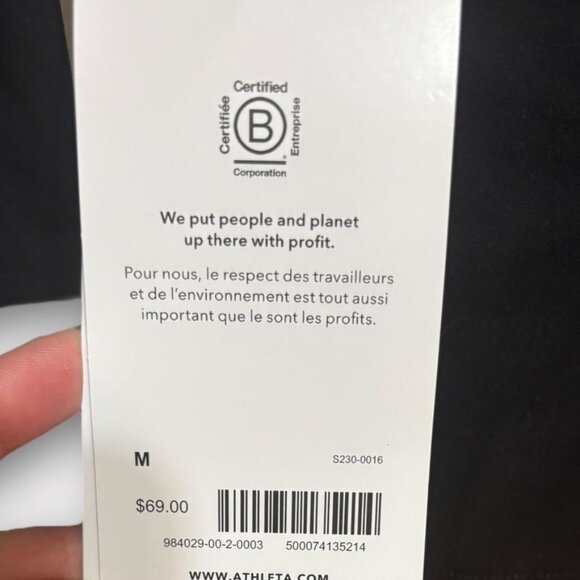 Certified
Certifiée
B
Entreprise
Corporation
We put people and planet
up there with profit.
Pour nous, le respect des travailleurs
et de l'environnement est tout aussi
important que le sont les profits.
M
S230-0016
$69.00
984029-00-2-0003 500074135214
WWW.ATHLETA.COM